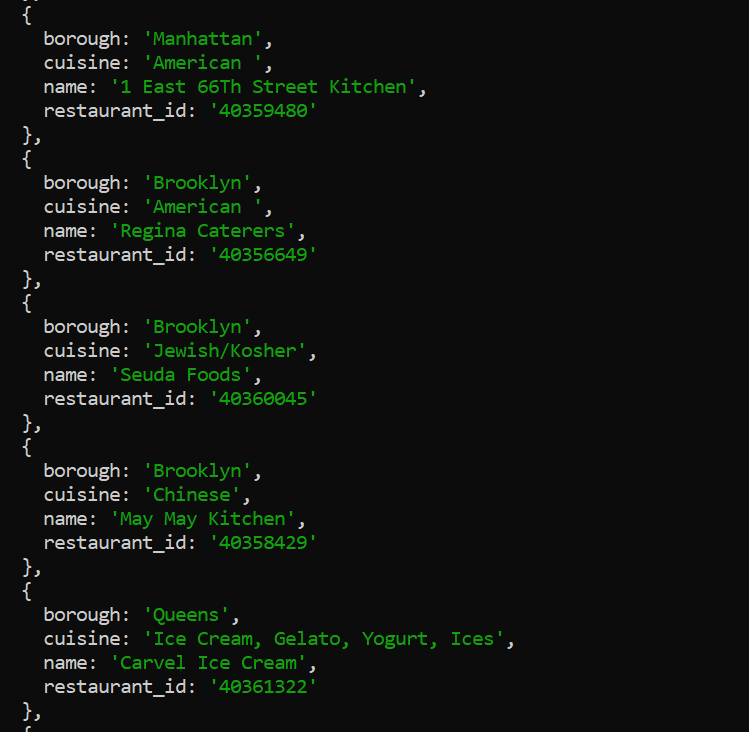 {
borough: 'Manhattan',
cuisine: 'American ',
name: '1 East 66Th Street Kitchen',
restaurant_id: '40359480'
},
{
borough: 'Brooklyn',
cuisine: 'American ',
name: 'Regina Caterers',
restaurant_id: '40356649'
},
{
borough: 'Brooklyn',
cuisine: 'Jewish/Kosher',
name: 'Seuda Foods',
restaurant_id: '40360045'
},
{
borough: 'Brooklyn',
cuisine: 'Chinese',
name: 'May May Kitchen',
restaurant_id: '40358429'
},
{
borough: 'Queens',
cuisine: 'Ice Cream, Gelato, Yogurt, Ices',
name: 'Carvel Ice Cream',
restaurant_id: '40361322'
},